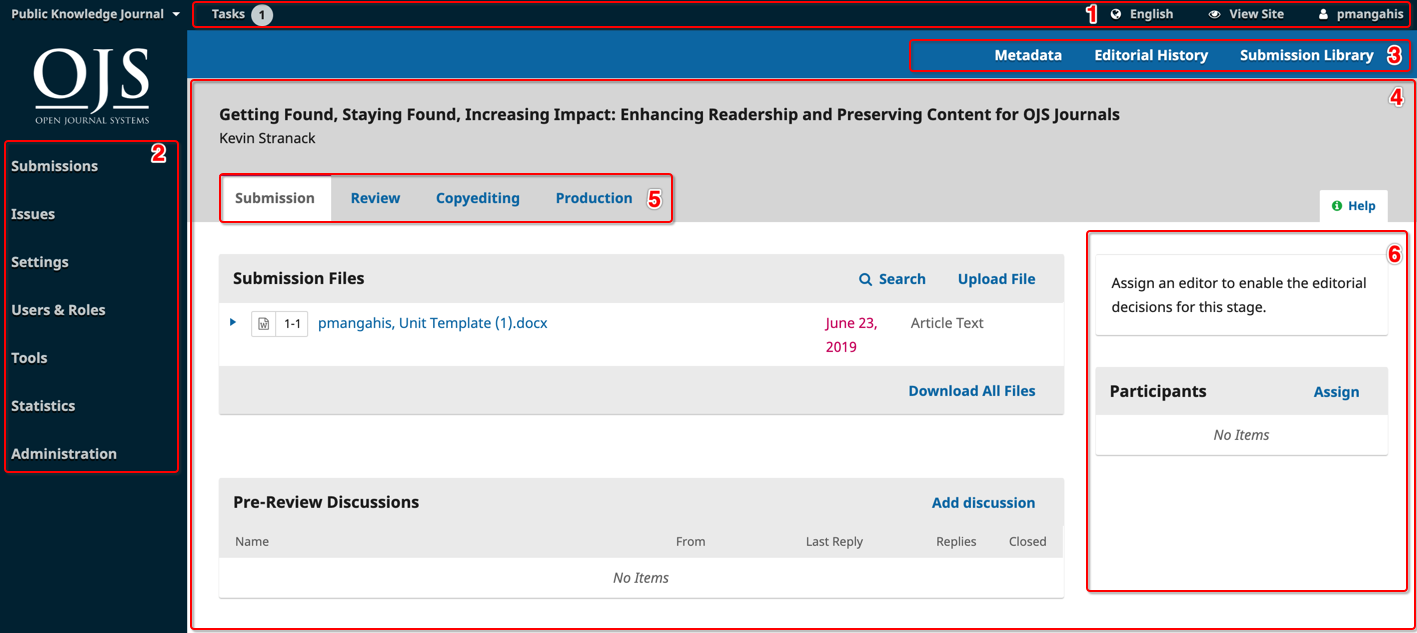 Public Knowledge Journal
Tasks 1
1 English View Site pmangahis
OJS
OPEN JOURNAL SYSTEMS
Metadata Editorial History Submission Library 3
2
Submissions
Issues
Settings
Users & Roles
Tools
Statistics
Administration
4
Getting Found, Staying Found, Increasing Impact: Enhancing Readership and Preserving Content for OJS Journals
Kevin Stranack
Submission Review Copyediting Production 5
Help
Submission Files Search Upload File
1-1 pmangahis, Unit Template (1).docx June 23, Article Text
2019
Download All Files
Pre-Review Discussions Add discussion
Name From Last Reply Replies Closed
No Items
6
Assign an editor to enable the editorial
decisions for this stage.
Participants Assign
No Items